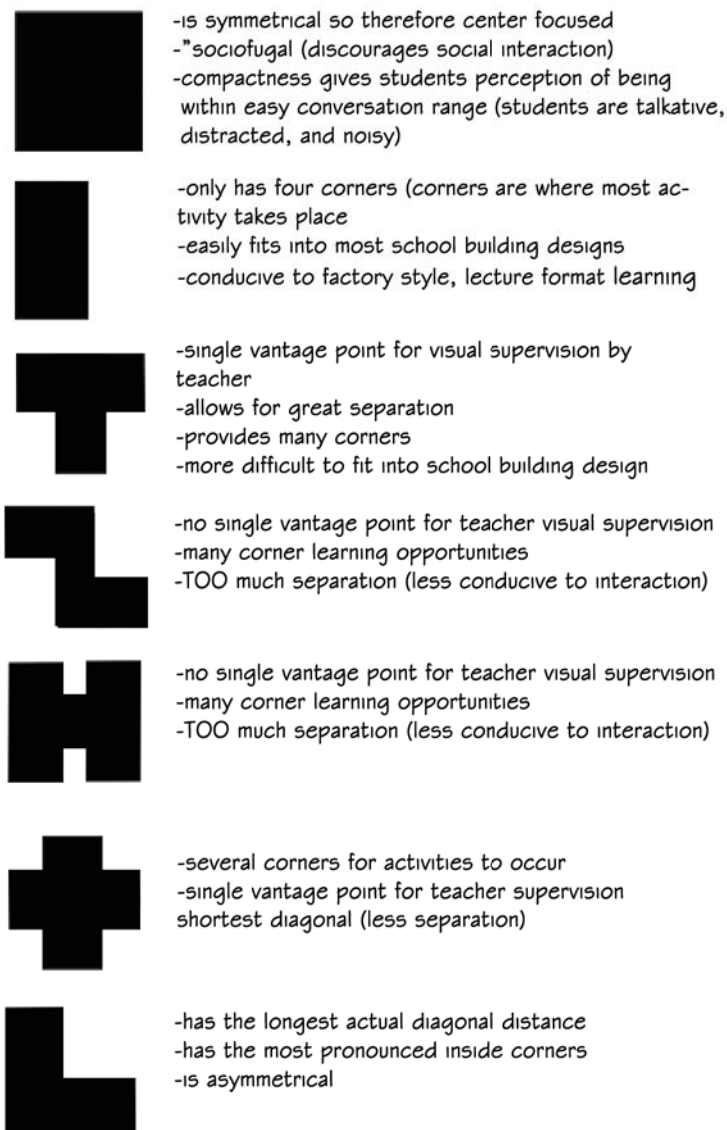 -is symmetrical so therefore center focused
-"sociofugal (discourages social interaction)
-compactness gives students perception of being
within easy conversation range (students are talkative,
distracted, and noisy)
-only has four corners (corners are where most ac-
tivity takes place
-easily fits into most school building designs
-conducive to factory style, lecture format learning
-single vantage point for visual supervision by
teacher
-allows for great separation
-provides many corners
-more difficult to fit into school building design
-no single vantage point for teacher visual supervision
-many corner learning opportunities
-TOO much separation (less conducive to interaction)
-no single vantage point for teacher visual supervision
-many corner learning opportunities
-TOO much separation (less conducive to interaction)
-several corners for activities to occur
-single vantage point for teacher supervision
shortest diagonal (less separation)
-has the longest actual diagonal distance
-has the most pronounced inside corners
-is asymmetrical